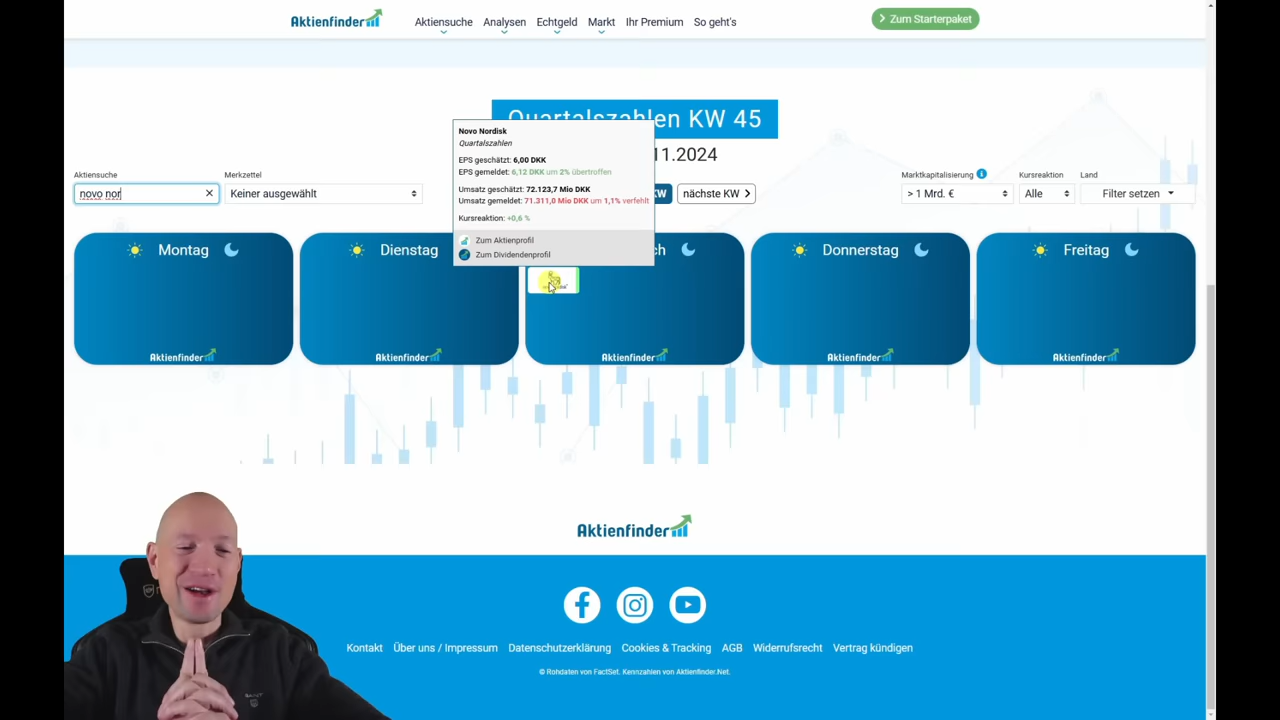 Aktienfinder
Aktiensuche
Analysen
Echtgeld
Markt
Ihr Premium
So geht's
Zum Starterpaket
Quartalszahlen KW 45
11.2024
Novo Nordisk
Quartalszahlen
EPS geschätzt: 6,00 DKK
EPS gemeldet: 6,12 DKK um 2% übertroffen
Umsatz geschätzt: 72.123,7 Mio DKK
Umsatz gemeldet: 71.311,0 Mio DKK um 1,1% verfehlt
Kursreaktion: +0,6 %
Zum Aktienprofil
Zum Dividendenprofil
Aktiensuche
novo nor
Merkzettel
Keiner ausgewählt
KW
nächste KW
Marktkapitalisierung
> 1 Mrd. €
Kursreaktion
Alle
Land
Filter setzen
Montag
Dienstag
ch
Donnerstag
Freitag
Aktienfinder
Aktienfinder
Aktienfinder
Aktienfinder
Aktienfinder
Aktienfinder
Kontakt
Über uns / Impressum
Datenschutzerklärung
Cookies & Tracking
AGB
Widerrufsrecht
Vertrag kündigen
© Rohdaten von FactSet. Kennzahlen von Aktienfinder.Net.